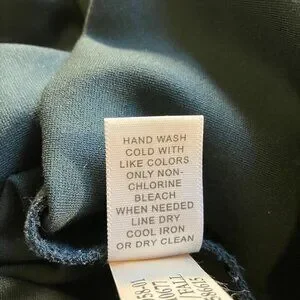 HAND WASH
COLD WITH
LIKE COLORS
ONLY NON-
CHLORINE
BLEACH
WHEN NEEDED
LINE DRY
COOL IRON
OR DRY CLEAN